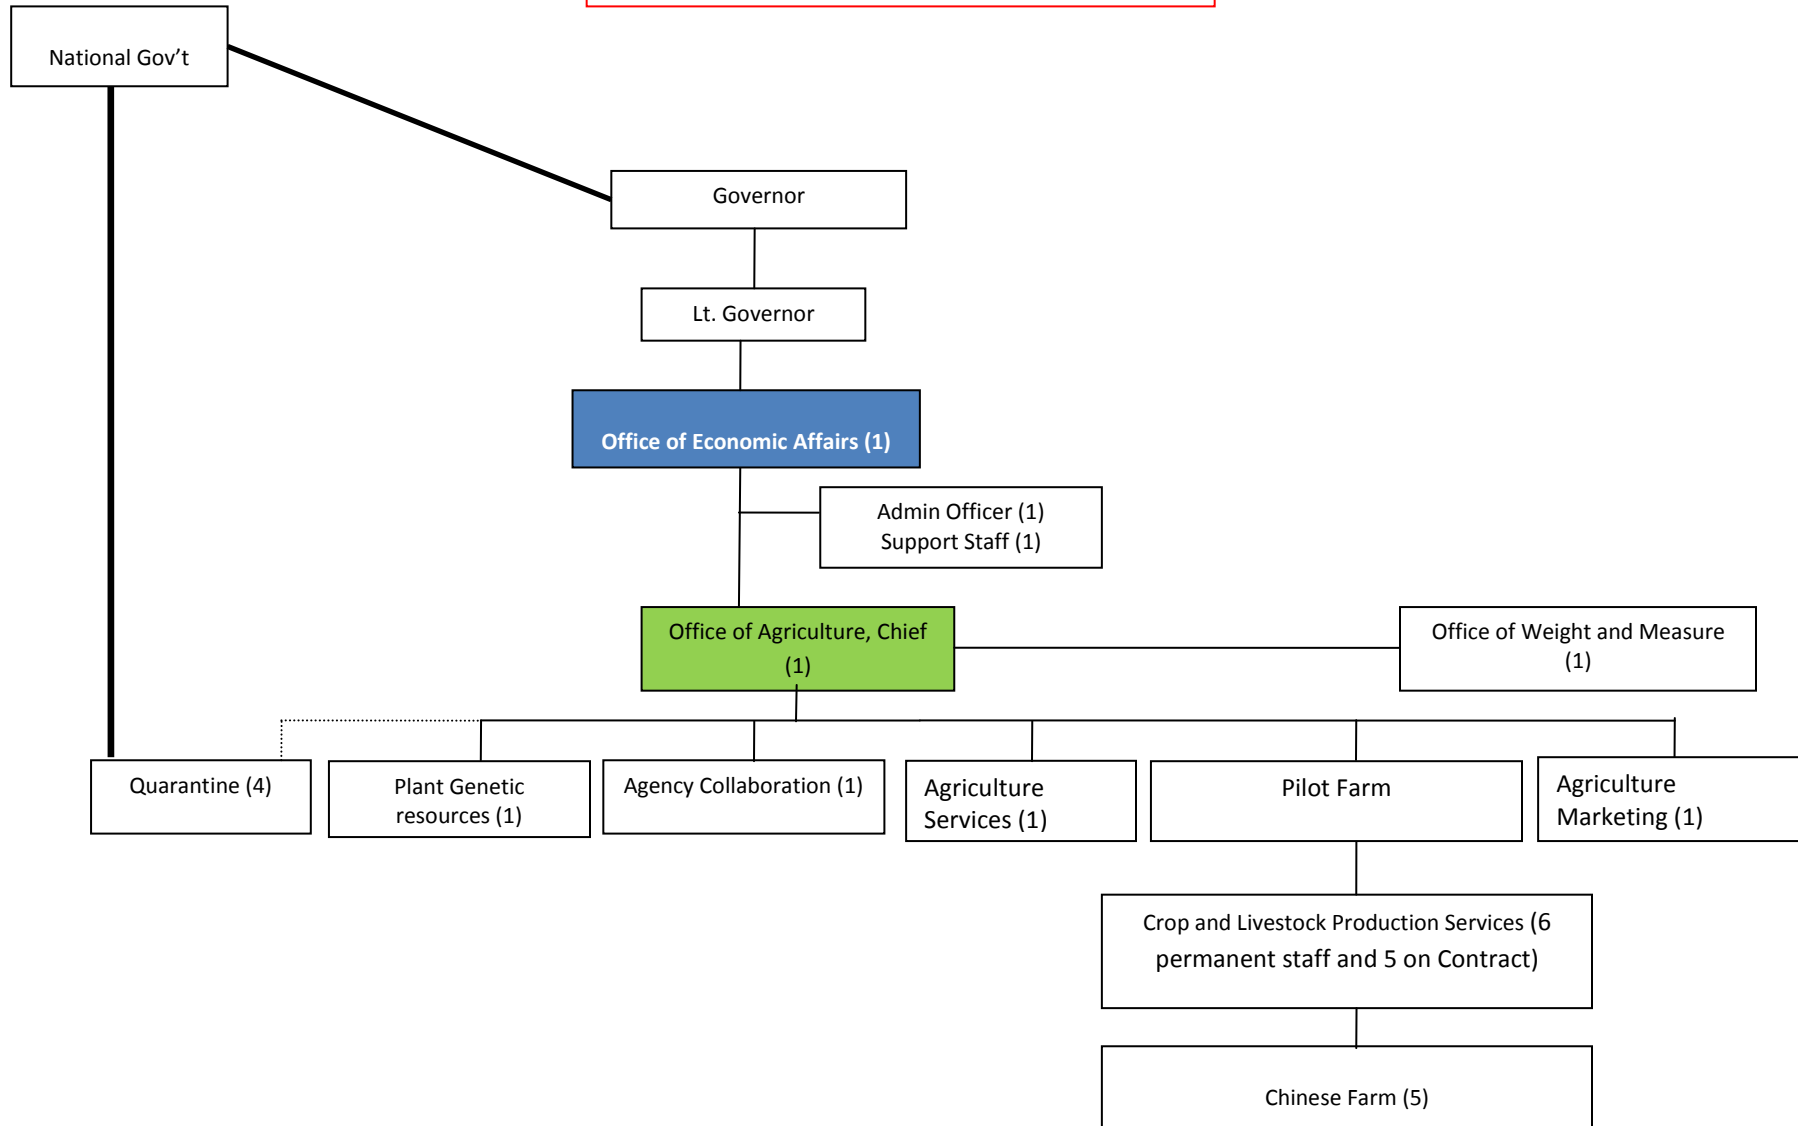 National Gov’t
Governor
Lt. Governor
Office of Economic Affairs (1)
Admin Officer (1)
Support Staff (1)
Office of Agriculture, Chief
(1)
Office of Weight and Measure
(1)
Quarantine (4)
Plant Genetic
resources (1)
Agency Collaboration (1)
Agriculture
Services (1)
Pilot Farm
Agriculture
Marketing (1)
Crop and Livestock Production Services (6
permanent staff and 5 on Contract)
Chinese Farm (5)